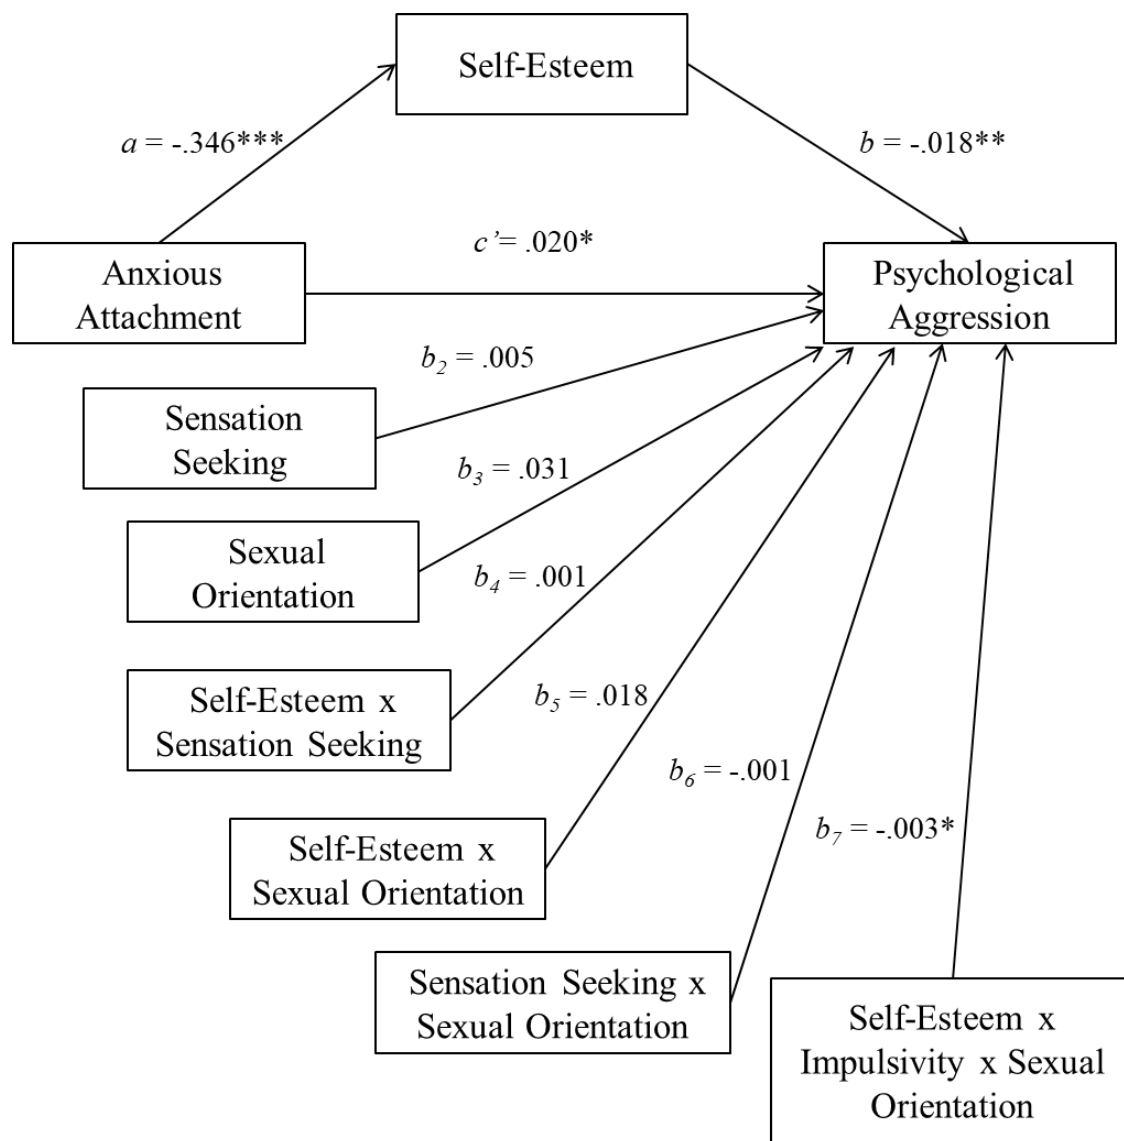 Self-Esteem
a = -.346***
b = -.018**
c’= .020*
Anxious
Attachment
Psychological
Aggression
b2 = .005
Sensation
Seeking
b3 = .031
Sexual
Orientation
b4 = .001
Self-Esteem x
Sensation Seeking
b5 = .018
b6 = -.001
b7 = -.003*
Self-Esteem x
Sexual Orientation
Sensation Seeking x
Sexual Orientation
Self-Esteem x
Impulsivity x Sexual
Orientation